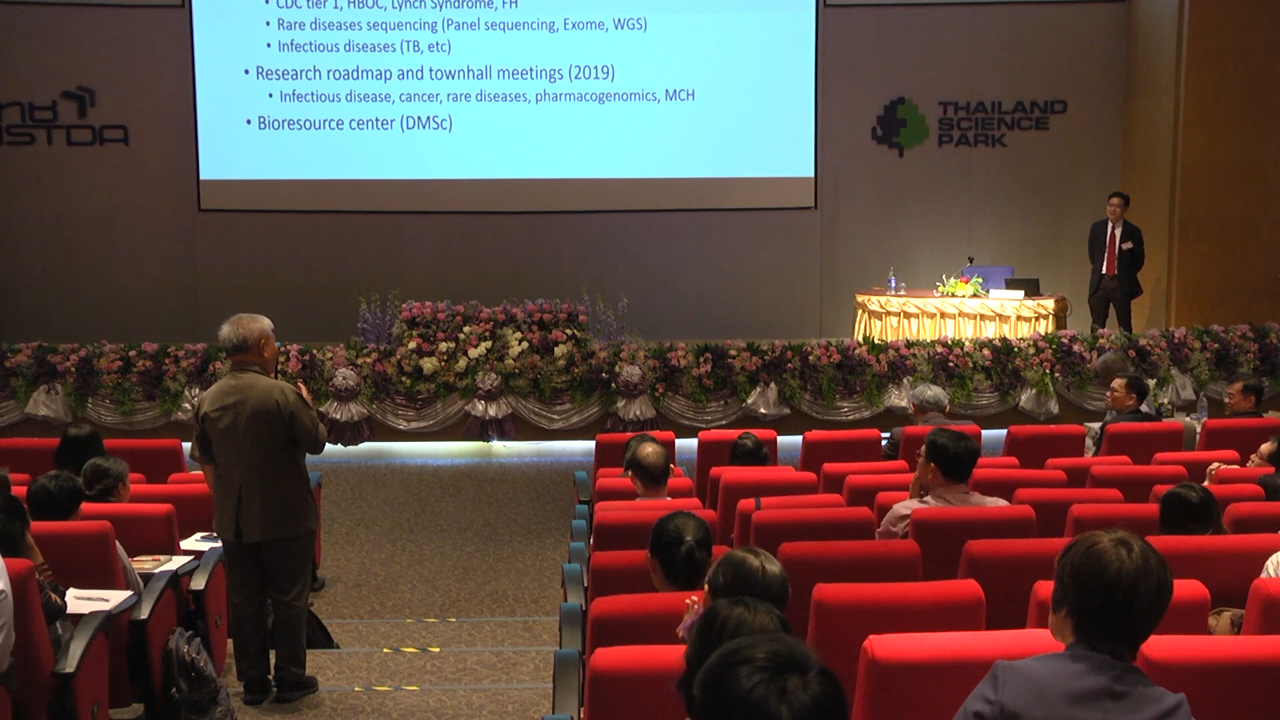 • CDC tier 1, HBOC, Lynch Syndrome, FH
• Rare diseases sequencing (Panel sequencing, Exome, WGS)
• Infectious diseases (TB, etc)
• Research roadmap and townhall meetings (2019)
• Infectious disease, cancer, rare diseases, pharmacogenomics, MCH
• Bioresource center (DMSc)
STDA
THAILAND
SCIENCE
PARK